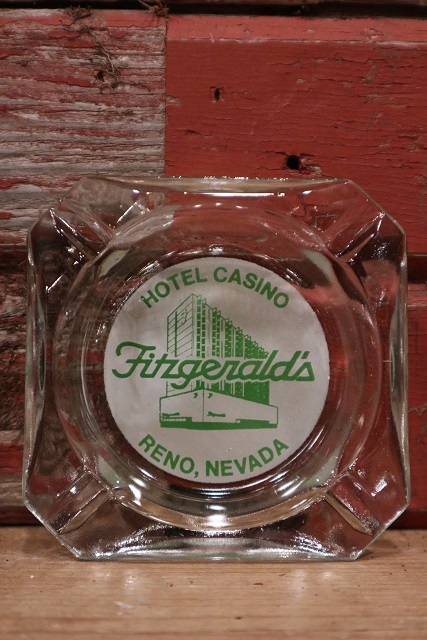 HOTEL CASINO
Fitzgerald's
RENO, NEVADA